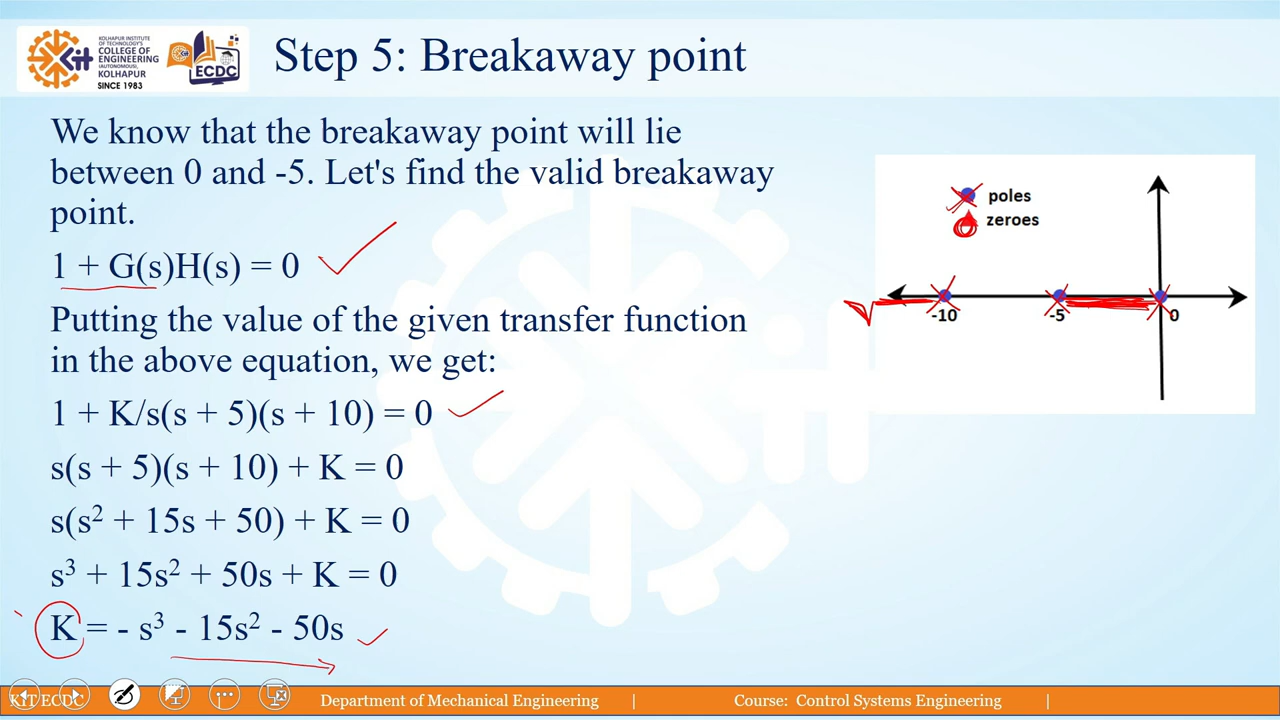 KOLHAPUR INSTITUTE
OF TECHNOLOGY'S
COLLEGE OF
ENGINEERING
(AUTONOMOUS),
KOLHAPUR
SINCE 1983
Kit
ECDC
Step 5: Breakaway point
We know that the breakaway point will lie
between 0 and -5. Let's find the valid breakaway
point.
1 + G(s)H(s) = 0
Putting the value of the given transfer function
in the above equation, we get:
1 + K/s(s + 5)(s + 10) = 0
s(s + 5)(s + 10) + K = 0
s(s² + 15s + 50) + K = 0
s³ + 15s² + 50s + K = 0
K = - s³ - 15s² - 50s
poles
zeroes
-10 -5 0
KIT ECDC Department of Mechanical Engineering | Course: Control Systems Engineering |